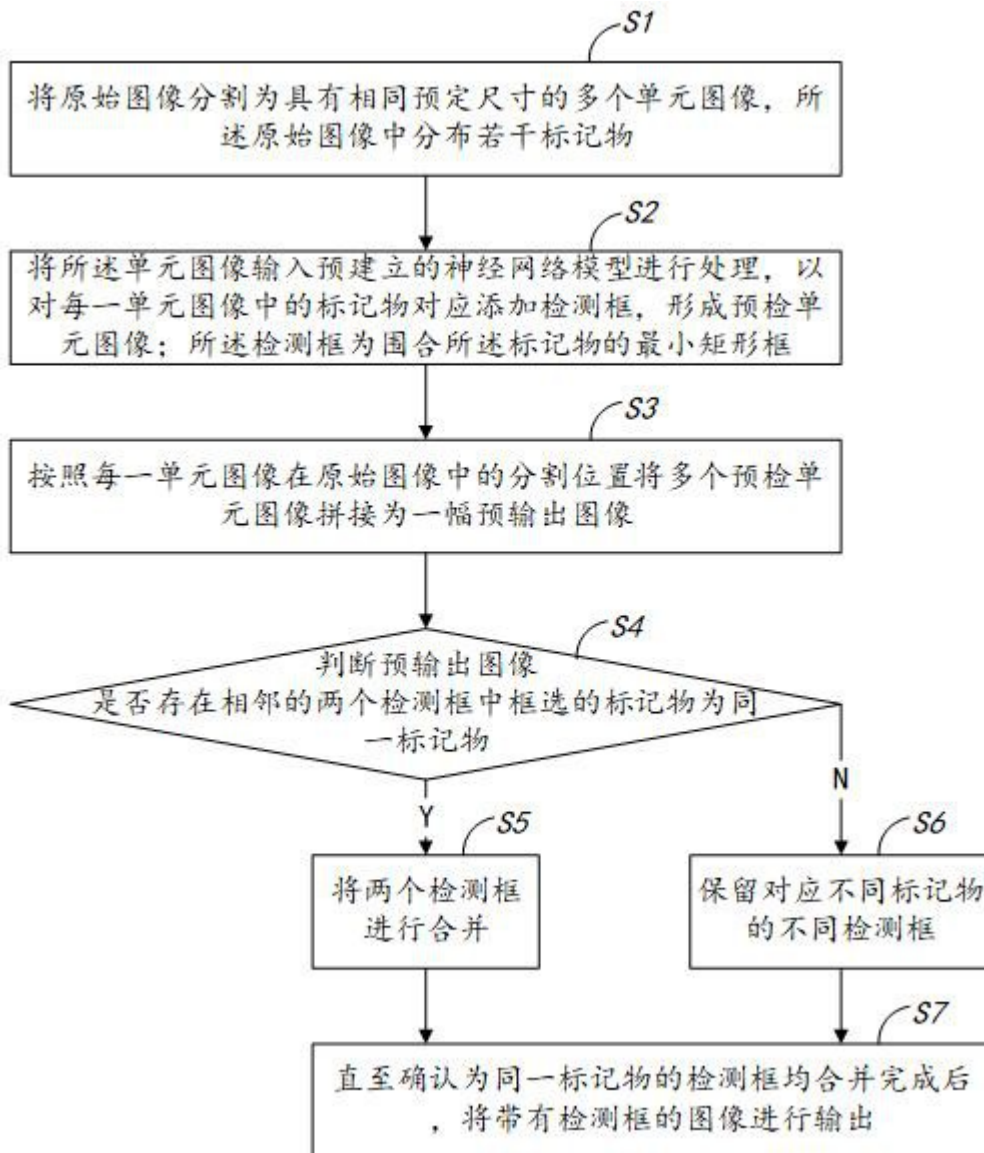 S1
将原始图像分割为具有相同预定尺寸的多个单元图像，所
述原始图像中分布若干标记物
S2
将所述单元图像输入预建立的神经网络模型进行处理，以
对每一单元图像中的标记物对应添加检测框，形成预检单
元图像；所述检测框为围合所述标记物的最小矩形框
S3
按照每一单元图像在原始图像中的分割位置将多个预检单
元图像拼接为一幅预输出图像
S4
判断预输出图像
是否存在相邻的两个检测框中框选的标记物为同
一标记物
Y
N
S5
将两个检测框
进行合并
S6
保留对应不同标记物
的不同检测框
S7
直至确认为同一标记物的检测框均合并完成后
，将带有检测框的图像进行输出